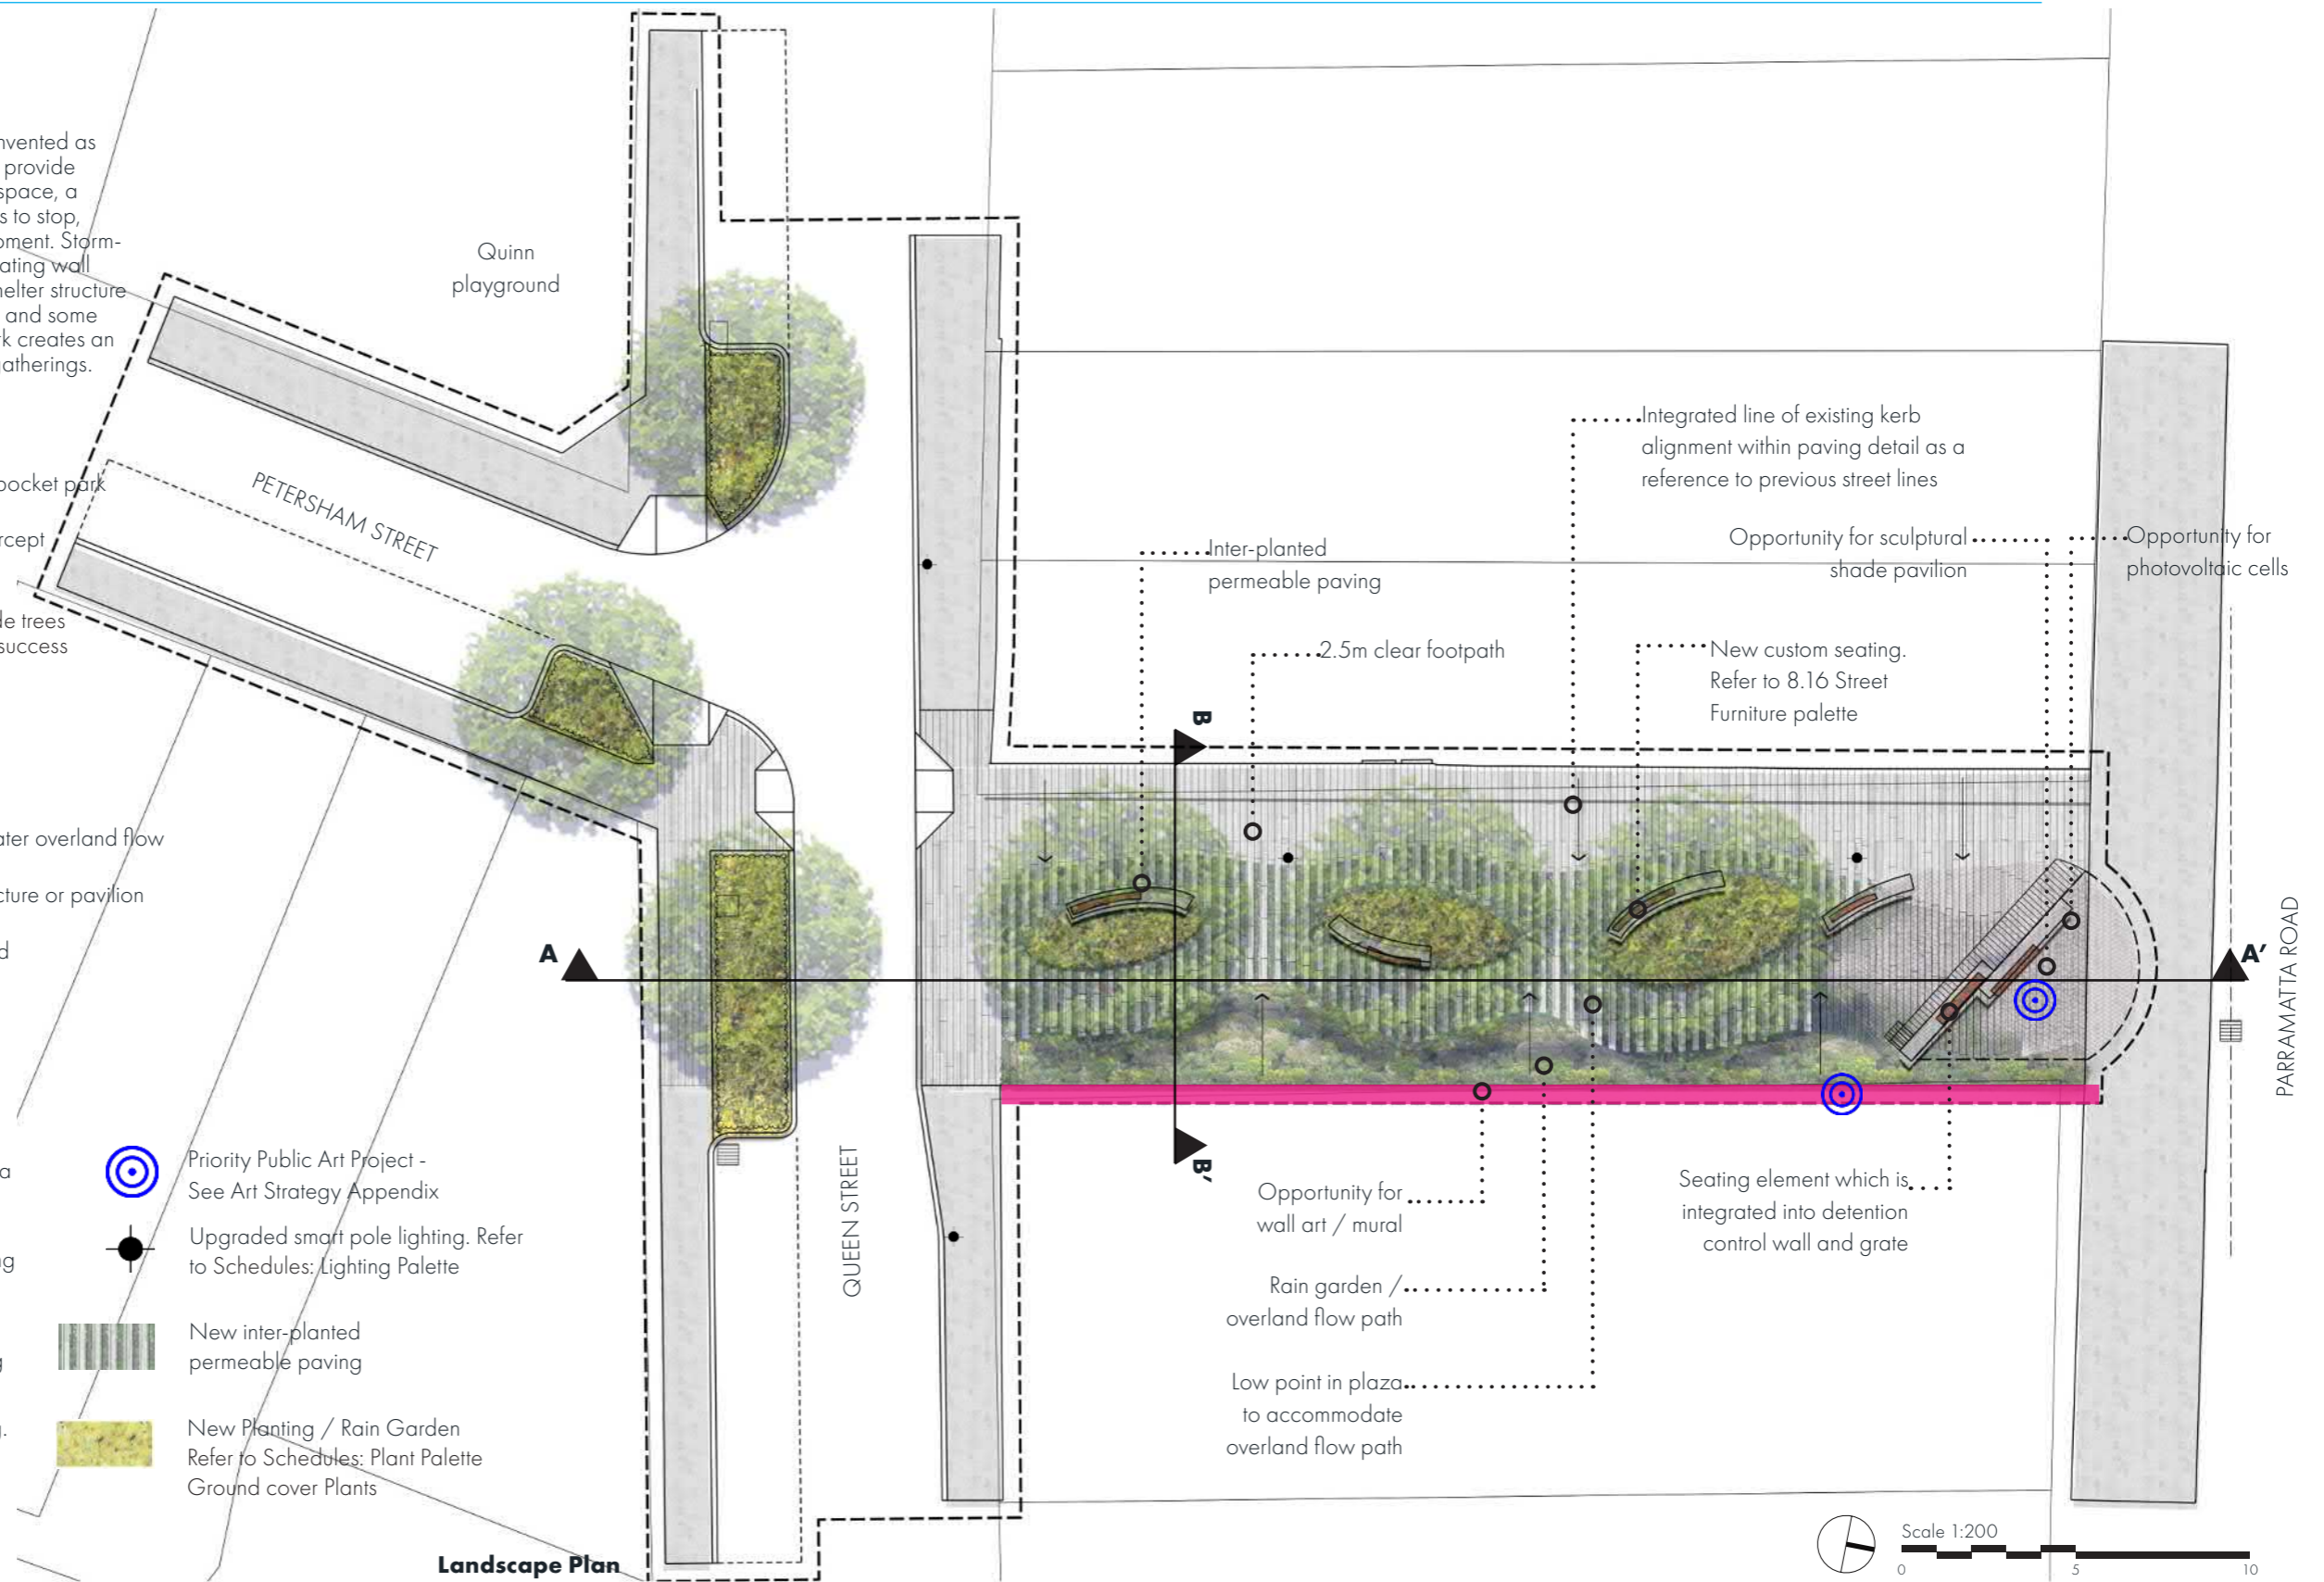 nvented as
provide
space, a
s to stop,
oment. Storm-
ating wall
helter structure
and some
rk creates an
gatherings.
pocket park
rcept
de trees
success
ater overland flow
cture or pavilion
d
a
ng
g
g.
Quinn
playground
PETERSHAM STREET
Integrated line of existing kerb
alignment within paving detail as a
reference to previous street lines
Inter-planted
permeable paving
Opportunity for sculptural
shade pavilion
Opportunity for
photovoltaic cells
2.5m clear footpath
New custom seating.
Refer to 8.16 Street
Furniture palette
B
A
A'
PARRAMATTA ROAD
B'
QUEEN STREET
Opportunity for
wall art / mural
Seating element which is
integrated into detention
control wall and grate
Rain garden /
overland flow path
Low point in plaza
to accommodate
overland flow path
Priority Public Art Project -
See Art Strategy Appendix
Upgraded smart pole lighting. Refer
to Schedules: Lighting Palette
New inter-planted
permeable paving
New Planting / Rain Garden
Refer to Schedules: Plant Palette
Ground cover Plants
Landscape Plan
Scale 1:200
0 5 10